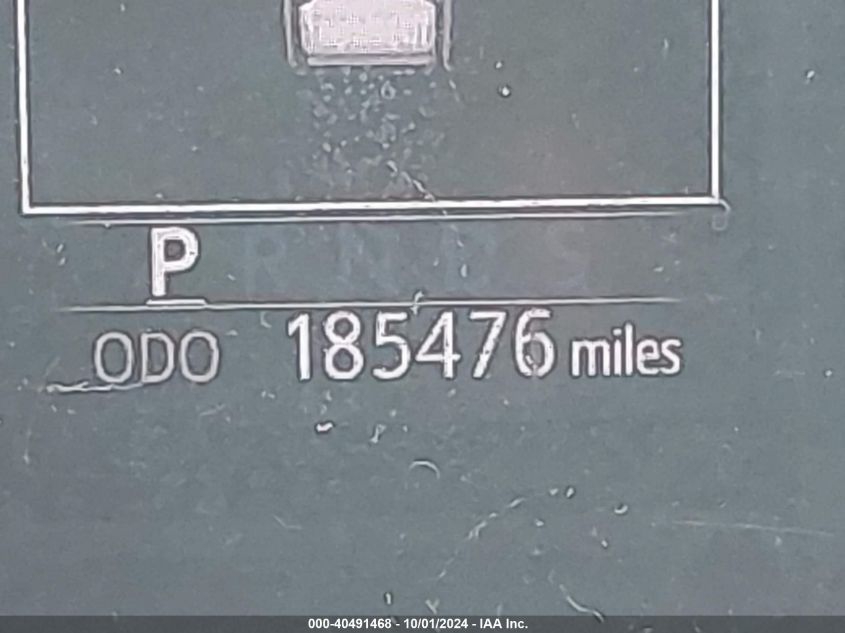 P R N D S
ODO 185476 miles
000-40491468 - 10/01/2024 - IAA Inc.